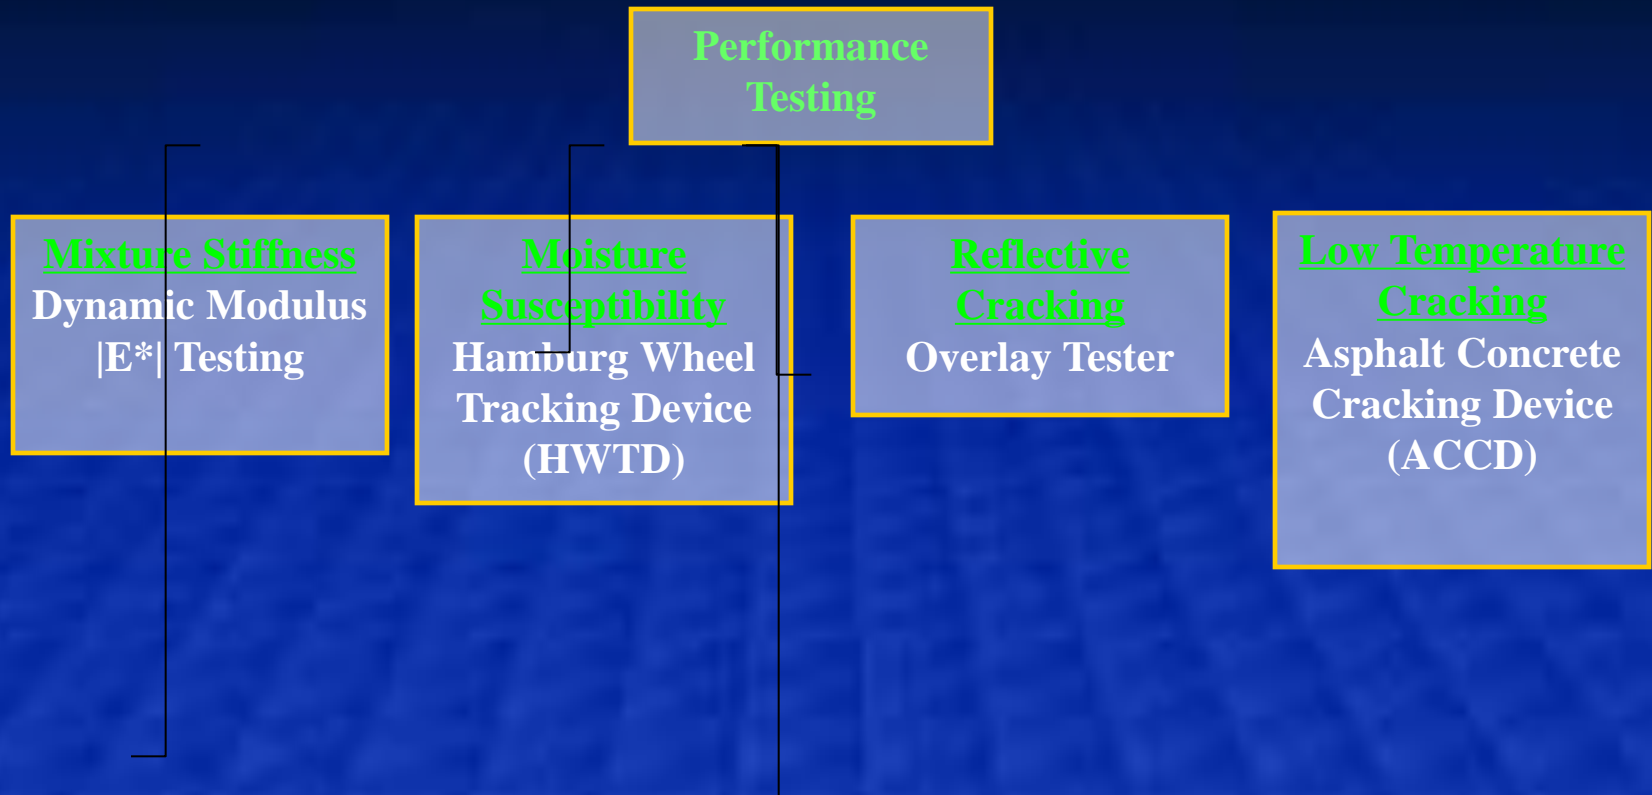 Performance
Testing
Mixture Stiffness
Dynamic Modulus
|E*| Testing
Moisture
Susceptibility
Hamburg Wheel
Tracking Device
(HWTD)
Reflective
Cracking
Overlay Tester
Low Temperature
Cracking
Asphalt Concrete
Cracking Device
(ACCD)